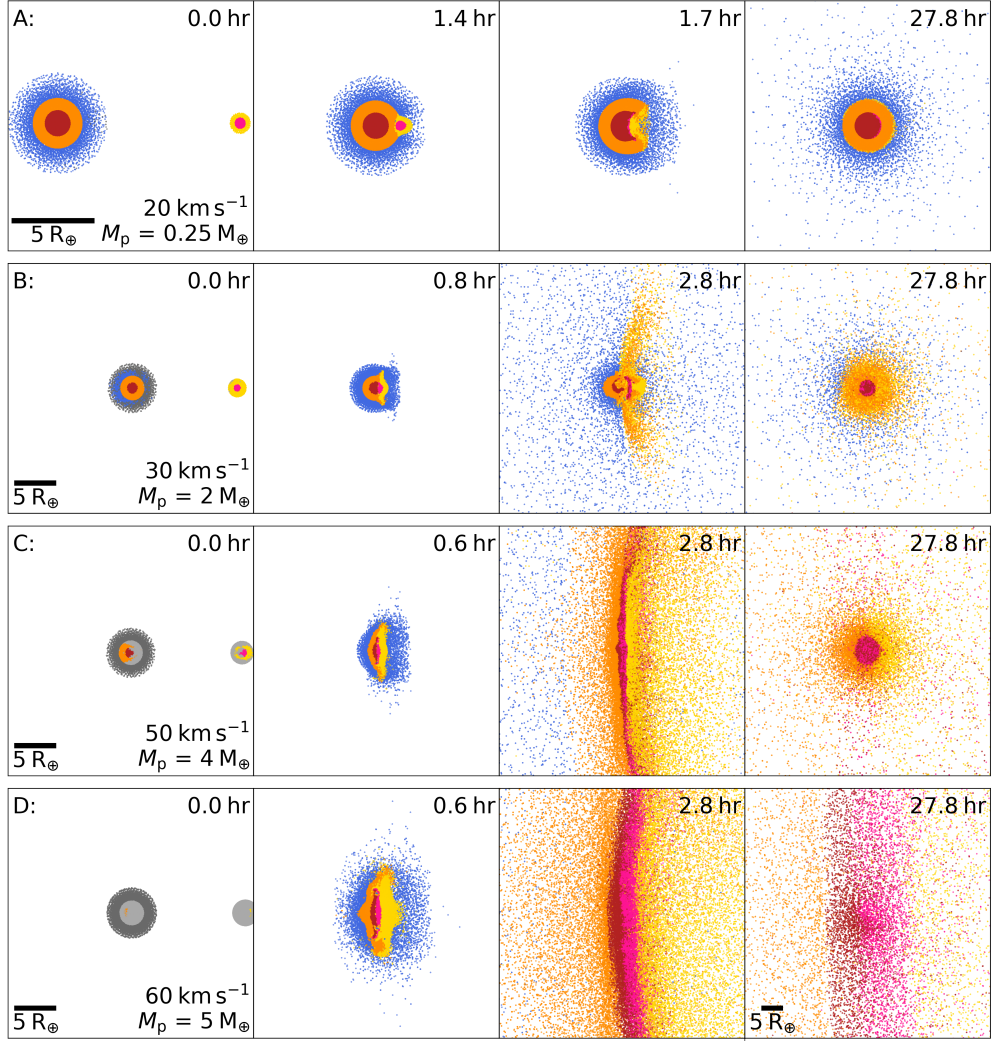 A: 0.0 hr 1.4 hr 1.7 hr 27.8 hr
20 km s⁻¹
5 R⊕ Mp = 0.25 M⊕
B: 0.0 hr 0.8 hr 2.8 hr 27.8 hr
30 km s⁻¹
5 R⊕ Mp = 2 M⊕
C: 0.0 hr 0.6 hr 2.8 hr 27.8 hr
50 km s⁻¹
5 R⊕ Mp = 4 M⊕
D: 0.0 hr 0.6 hr 2.8 hr 27.8 hr
60 km s⁻¹
5 R⊕ Mp = 5 M⊕ 5 R⊕